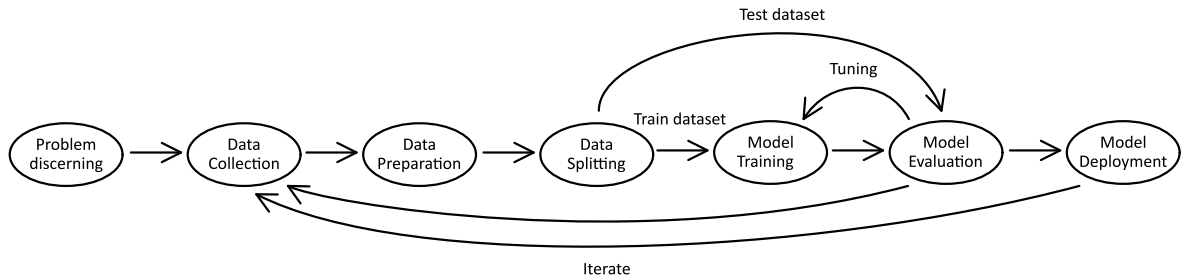 Test dataset
Tuning
Train dataset
Problem
discerning
Data
Collection
Data
Preparation
Data
Splitting
Model
Training
Model
Evaluation
Model
Deployment
Iterate